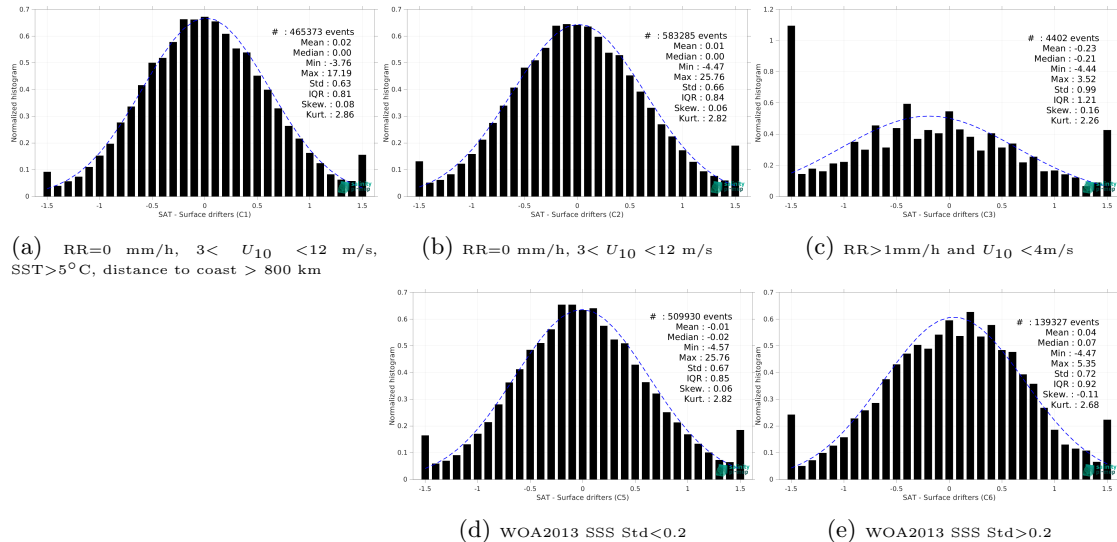 0.7
0.6
0.5
0.4
0.3
0.2
0.1
0
Normalized histogram
# : 465373 events
Mean : 0.02
Median : 0.00
Min : -3.76
Max : 17.19
Std : 0.63
IQR : 0.81
Skew. : 0.08
Kurt. : 2.86
-1.5 -1 -0.5 0 0.5 1 1.5
SAT - Surface drifters (C1)
(a) RR=0 mm/h, 3< U10 <12 m/s,
SST>5°C, distance to coast > 800 km
0.7
0.6
0.5
0.4
0.3
0.2
0.1
0
Normalized histogram
# : 583285 events
Mean : 0.01
Median : 0.00
Min : -4.47
Max : 25.76
Std : 0.66
IQR : 0.84
Skew. : 0.06
Kurt. : 2.82
-1.5 -1 -0.5 0 0.5 1 1.5
SAT - Surface drifters (C2)
(b) RR=0 mm/h, 3< U10 <12 m/s
1.2
1
0.8
0.6
0.4
0.2
0
Normalized histogram
# : 4402 events
Mean : -0.23
Median : -0.21
Min : -4.44
Max : 3.52
Std : 0.99
IQR : 1.21
Skew. : 0.16
Kurt. : 2.26
-1.5 -1 -0.5 0 0.5 1 1.5
SAT - Surface drifters (C3)
(c) RR>1mm/h and U10 <4m/s
0.7
0.6
0.5
0.4
0.3
0.2
0.1
0
Normalized histogram
# : 509930 events
Mean : -0.01
Median : -0.02
Min : -4.57
Max : 25.76
Std : 0.67
IQR : 0.85
Skew. : 0.06
Kurt. : 2.82
-1.5 -1 -0.5 0 0.5 1 1.5
SAT - Surface drifters (C5)
(d) WOA2013 SSS Std<0.2
0.7
0.6
0.5
0.4
0.3
0.2
0.1
0
Normalized histogram
# : 139327 events
Mean : 0.04
Median : 0.07
Min : -4.47
Max : 5.35
Std : 0.72
IQR : 0.92
Skew. : -0.11
Kurt. : 2.68
-1.5 -1 -0.5 0 0.5 1 1.5
SAT - Surface drifters (C6)
(e) WOA2013 SSS Std>0.2